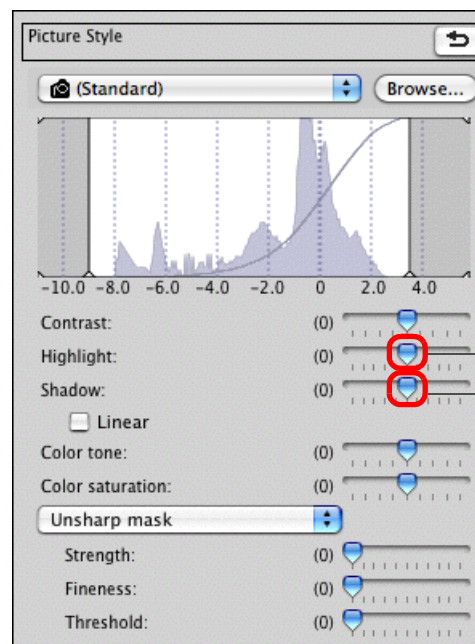 Picture Style
(Standard) Browse...
-10.0 -8.0 -6.0 -4.0 -2.0 0 2.0 4.0
Contrast: (0)
Highlight: (0)
Shadow: (0)
Linear
Color tone: (0)
Color saturation: (0)
Unsharp mask
Strength: (0)
Fineness: (0)
Threshold: (0)